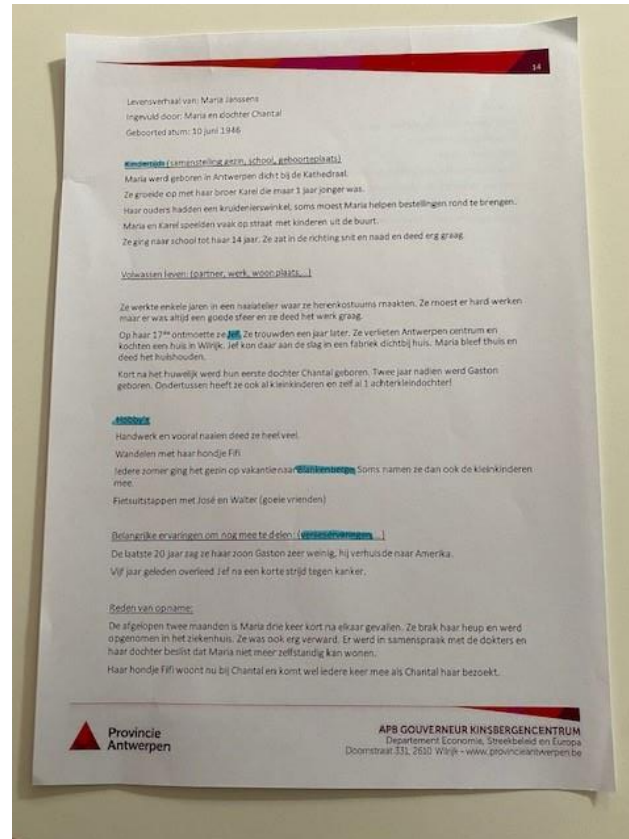 14
Levensverhaal van: Maria Janssens
Ingevuld door: Maria en dochter Chantal
Geboortedatum: 10 juni 1946
Kindertijd: (samenstelling gezin, school, geboorteplaats)
Maria werd geboren in Antwerpen dicht bij de Kathedraal.
Ze groeide op met haar broer Karel die maar 1 jaar jonger was.
Haar ouders hadden een kruidenierswinkel, soms moest Maria helpen bestellingen rond te brengen.
Maria en Karel speelden vaak op straat met kinderen uit de buurt.
Ze ging naar school tot haar 14 jaar. Ze zat in de richting snit en naad en deed erg graag.
Volwassen leven: (partner, werk, woonplaats,...)
Ze werkte enkele jaren in een naaiatelier waar ze herenkostuums maakten. Ze moest er hard werken
maar er was altijd een goede sfeer en ze deed het werk graag.
Op haar 17de ontmoette ze Jef. Ze trouwden een jaar later. Ze verlieten Antwerpen centrum en
kochten een huis in Wilrijk. Jef kon daar aan de slag in een fabriek dichtbij huis. Maria bleef thuis en
deed het huishouden.
Kort na het huwelijk werd hun eerste dochter Chantal geboren. Twee jaar nadien werd Gaston
geboren. Ondertussen heeft ze ook al kleinkinderen en zelf al 1 achterkleindochter!
Hobby's
Handwerk en vooral naaien deed ze heel veel.
Wandelen met haar hondje Fifi
Iedere zomer ging het gezin op vakantie naar Blankenberge. Soms namen ze dan ook de kleinkinderen
mee.
Fietsuitstappen met José en Walter (goeie vrienden)
Belangrijke ervaringen om nog mee te delen: (verlieservaringen,...)
De laatste 20 jaar zag ze haar zoon Gaston zeer weinig, hij verhuisde naar Amerika.
Vijf jaar geleden overleed Jef na een korte strijd tegen kanker.
Reden van opname:
De afgelopen twee maanden is Maria drie keer kort na elkaar gevallen. Ze brak haar heup en werd
opgenomen in het ziekenhuis. Ze was ook erg verward. Er werd in samenspraak met de dokters en
haar dochter beslist dat Maria niet meer zelfstandig kan wonen.
Haar hondje Fifi woont nu bij Chantal en komt wel iedere keer mee als Chantal haar bezoekt.
Provincie
Antwerpen
APB GOUVERNEUR KINSBERGENCENTRUM
Departement Economie, Streekbeleid en Europa
Doornstraat 331, 2610 Wilrijk - www.provincieantwerpen.be